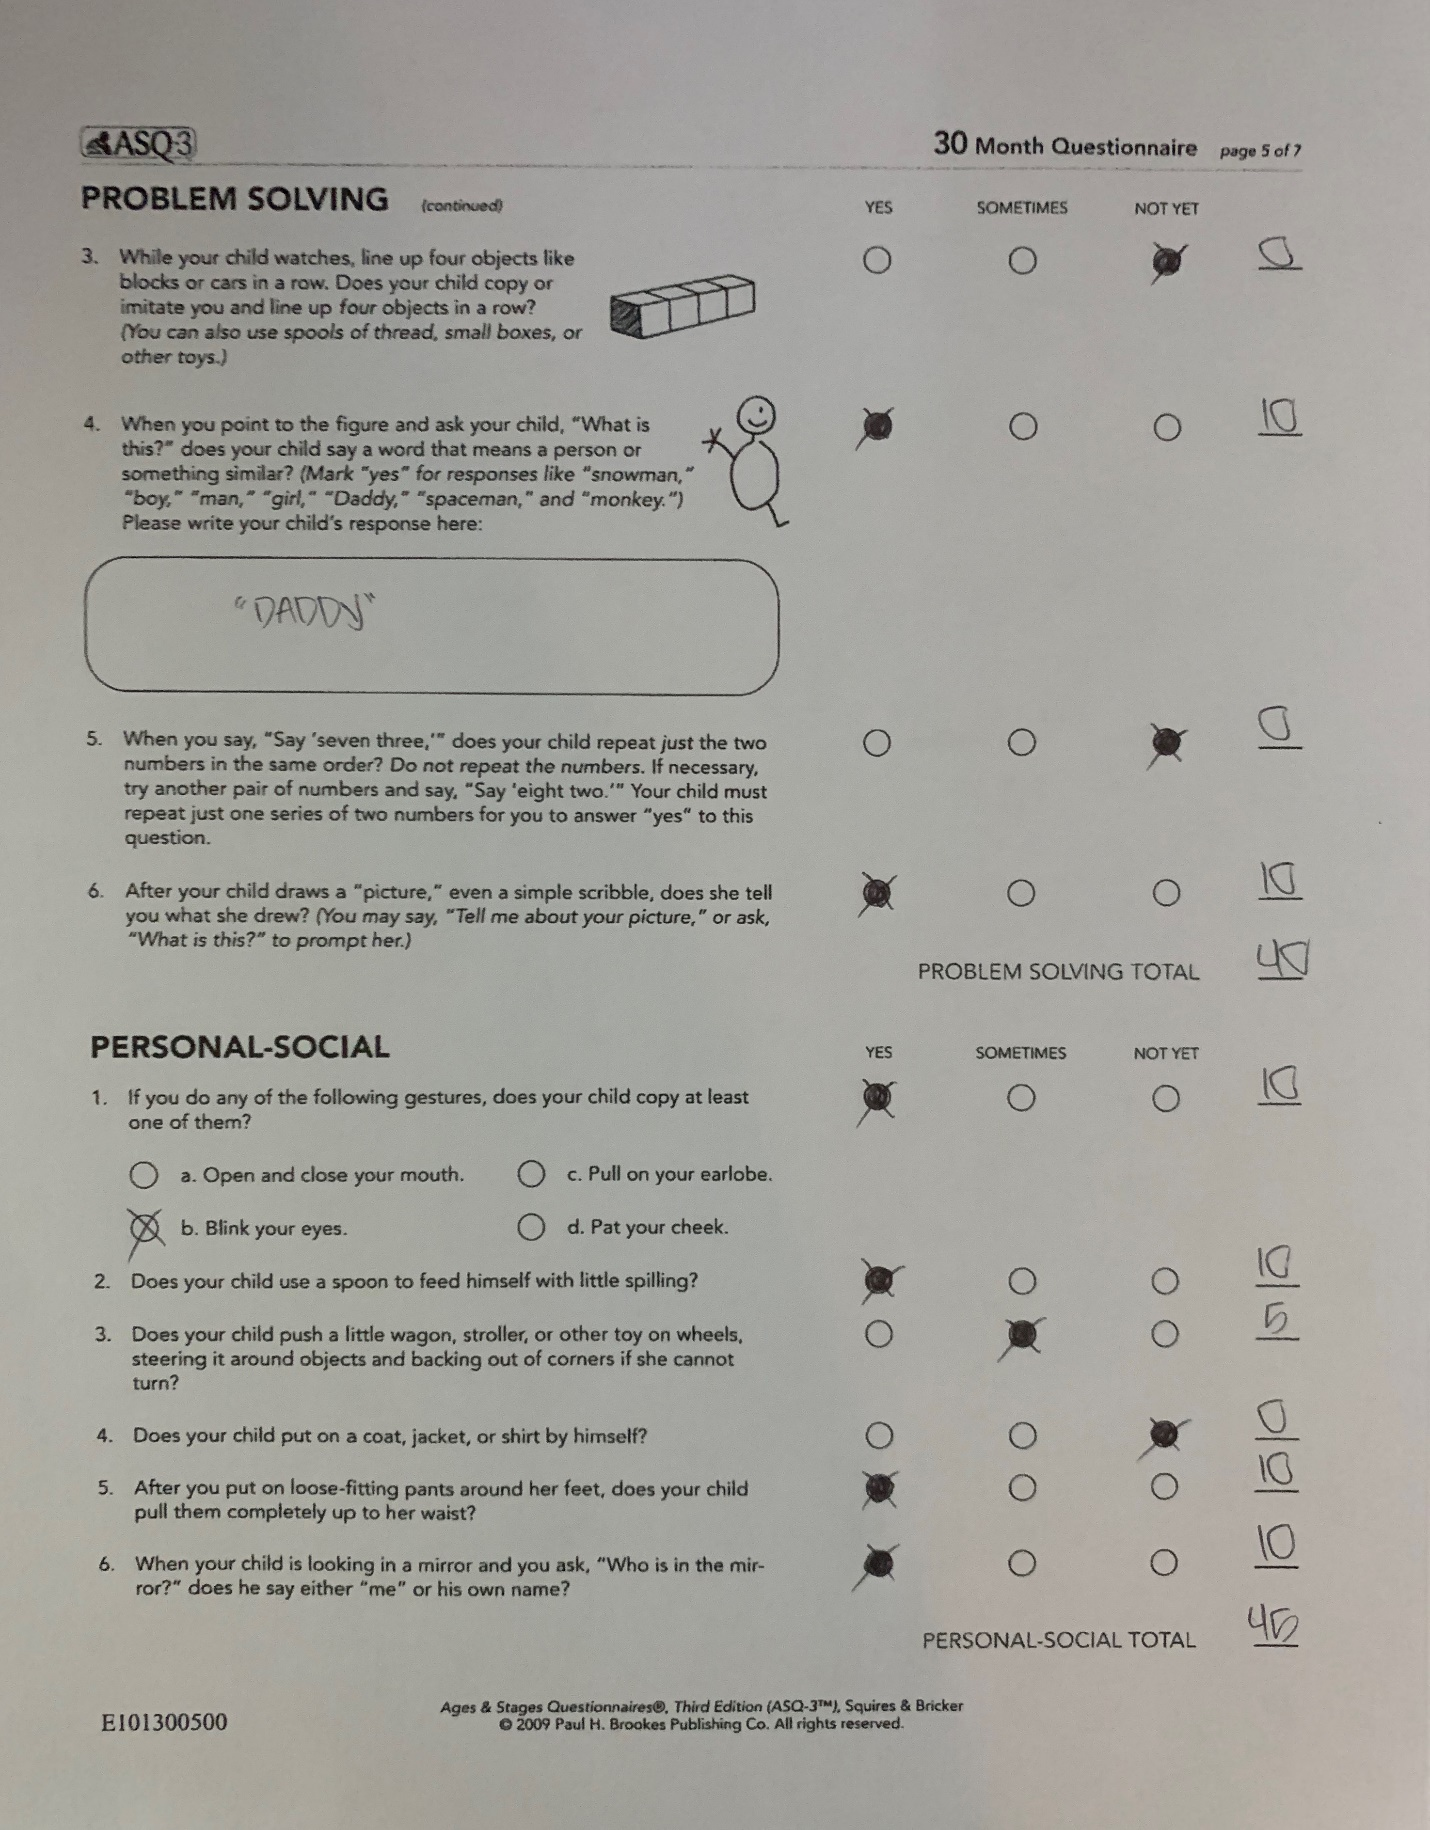 ASQ3
30 Month Questionnaire page 5 of 7
PROBLEM SOLVING (continued)
YES SOMETIMES NOT YET
3. While your child watches, line up four objects like
blocks or cars in a row. Does your child copy or
imitate you and line up four objects in a row?
(You can also use spools of thread, small boxes, or
other toys.)
0
4. When you point to the figure and ask your child, "What is
this?" does your child say a word that means a person or
something similar? (Mark "yes" for responses like "snowman,"
"boy," "man," "girl," "Daddy," "spaceman," and "monkey.")
Please write your child's response here:
10
"DADDY"
5. When you say, "Say 'seven three,'" does your child repeat just the two
numbers in the same order? Do not repeat the numbers. If necessary,
try another pair of numbers and say, "Say 'eight two.'" Your child must
repeat just one series of two numbers for you to answer "yes" to this
question.
0
6. After your child draws a "picture," even a simple scribble, does she tell
you what she drew? (You may say, "Tell me about your picture," or ask,
"What is this?" to prompt her.)
10
PROBLEM SOLVING TOTAL 40
PERSONAL-SOCIAL
YES SOMETIMES NOT YET
1. If you do any of the following gestures, does your child copy at least
one of them?
10
a. Open and close your mouth. c. Pull on your earlobe.
b. Blink your eyes. d. Pat your cheek.
2. Does your child use a spoon to feed himself with little spilling? 10
3. Does your child push a little wagon, stroller, or other toy on wheels,
steering it around objects and backing out of corners if she cannot
turn?
5
4. Does your child put on a coat, jacket, or shirt by himself? 0
5. After you put on loose-fitting pants around her feet, does your child
pull them completely up to her waist?
10
6. When your child is looking in a mirror and you ask, "Who is in the mir-
ror?" does he say either "me" or his own name?
10
PERSONAL-SOCIAL TOTAL 45
E101300500
Ages & Stages Questionnaires®, Third Edition (ASQ-3™), Squires & Bricker
© 2009 Paul H. Brookes Publishing Co. All rights reserved.